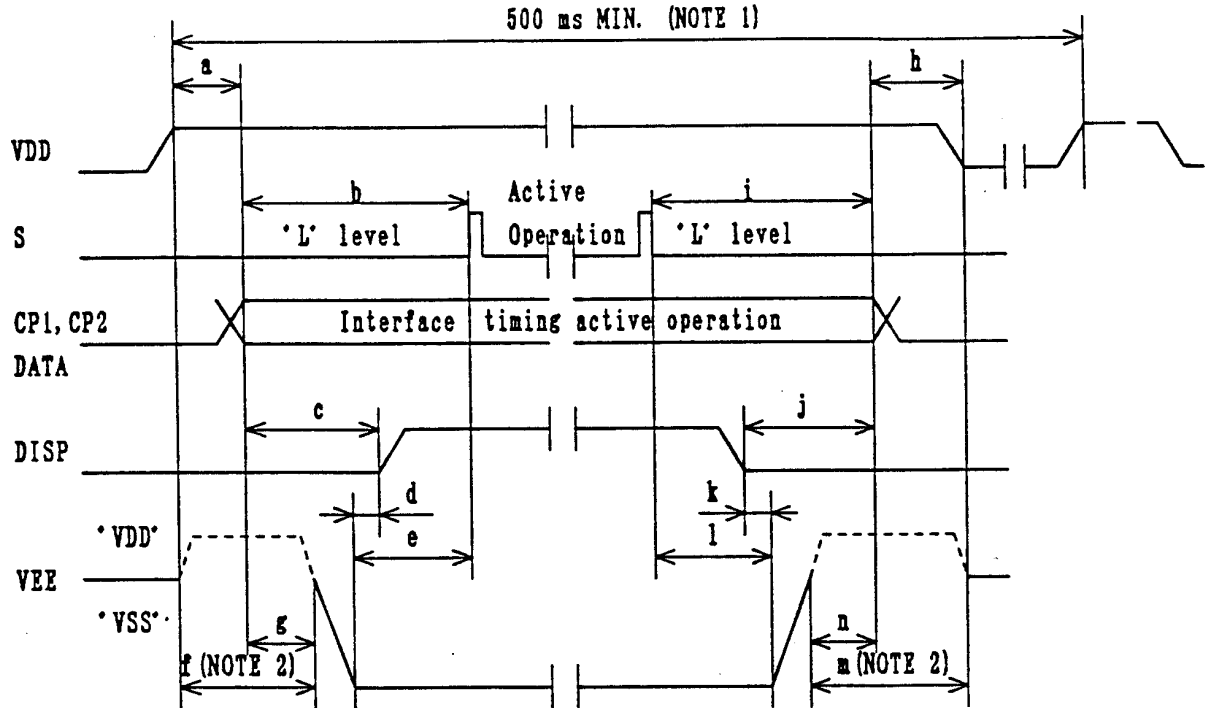 500 ms MIN. (NOTE 1)
a
h
VDD
b
Active
i
S
"L" level
Operation
"L" level
CP1, CP2
Interface timing active operation
DATA
c
j
DISP
d
k
"VDD"
e
l
VEE
"VSS"
g
n
f (NOTE 2)
m (NOTE 2)